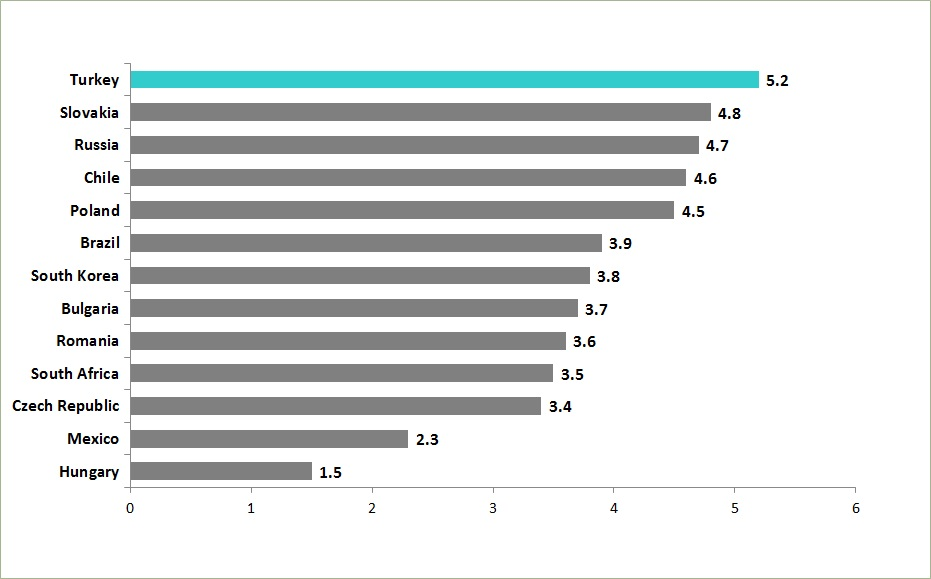 Turkey 5.2
Slovakia 4.8
Russia 4.7
Chile 4.6
Poland 4.5
Brazil 3.9
South Korea 3.8
Bulgaria 3.7
Romania 3.6
South Africa 3.5
Czech Republic 3.4
Mexico 2.3
Hungary 1.5
0 1 2 3 4 5 6